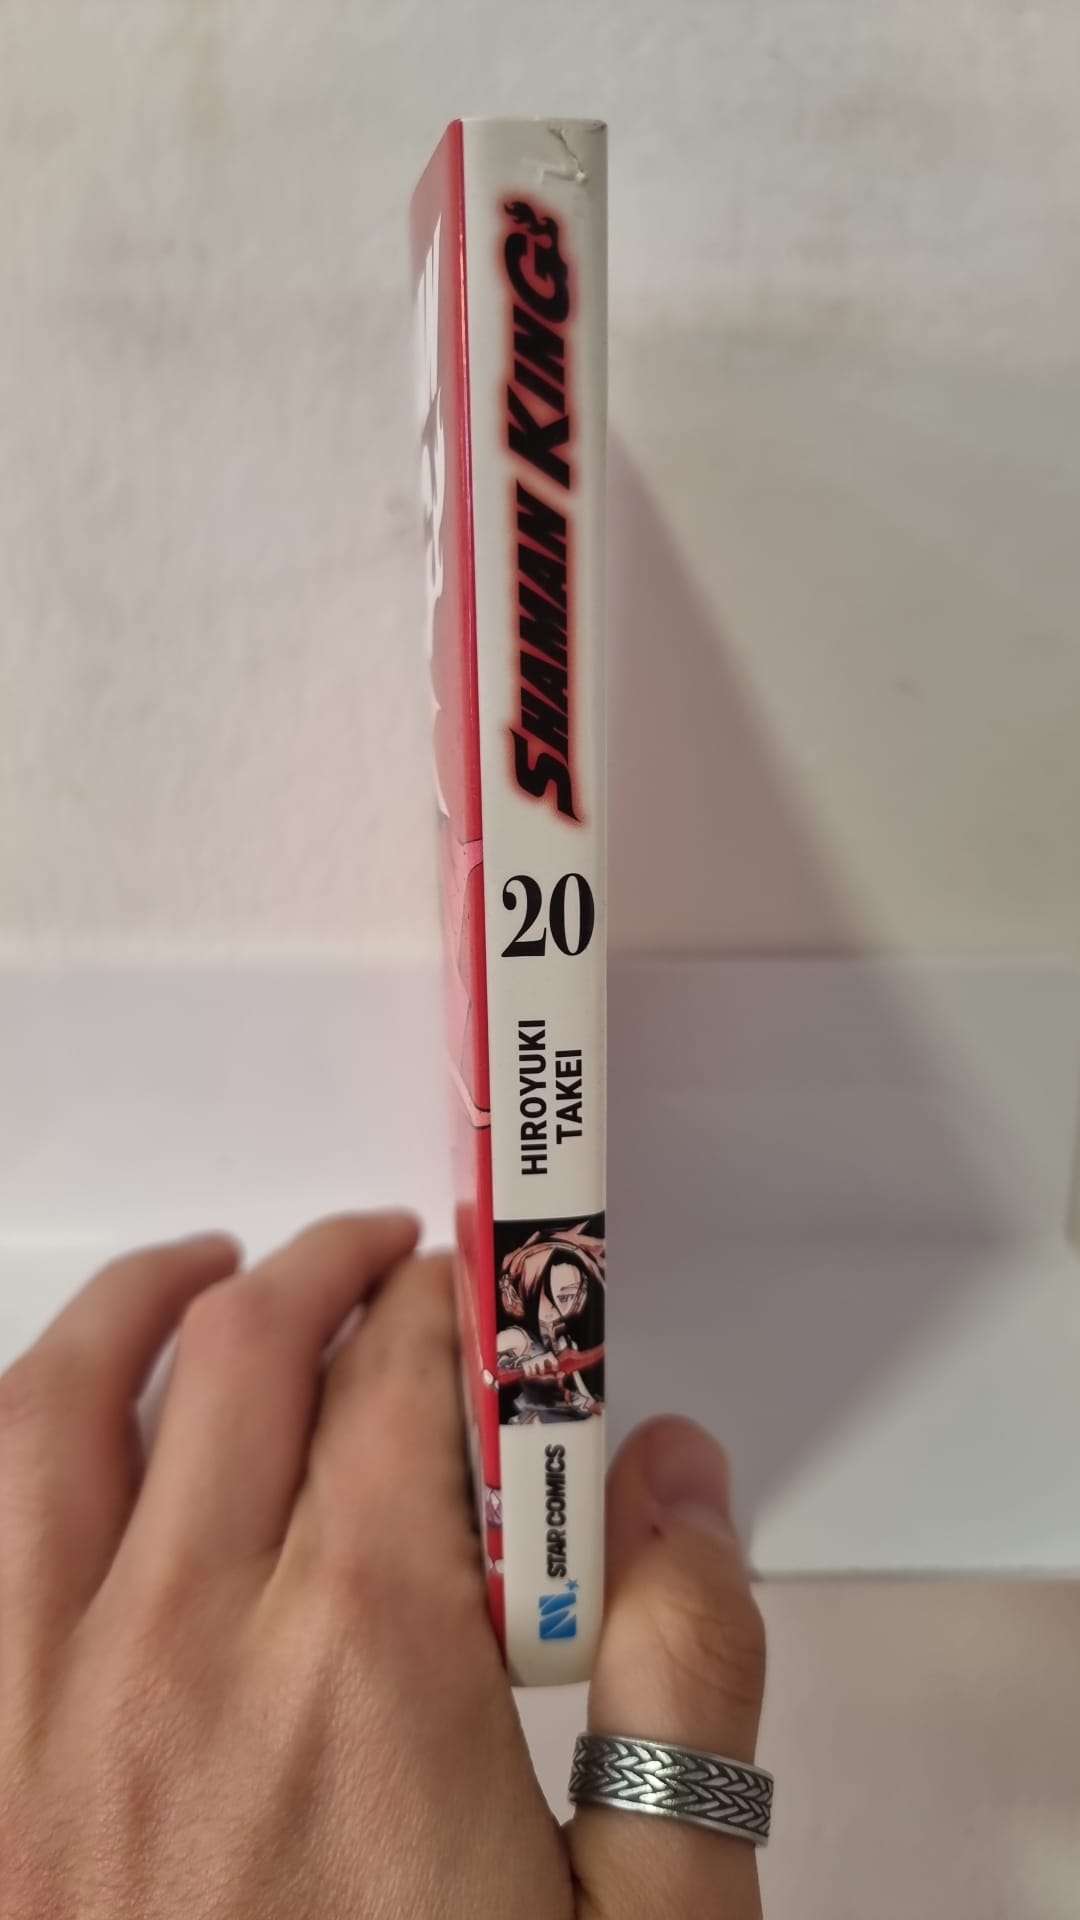 SHAMAN KING
20
HIROYUKI
TAKEI
STAR COMICS